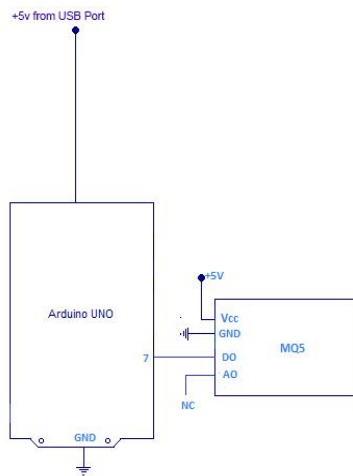 +5v from USB Port
+5V
Arduino UNO
Vcc
GND
MQ5
7
DO
AO
NC
GND